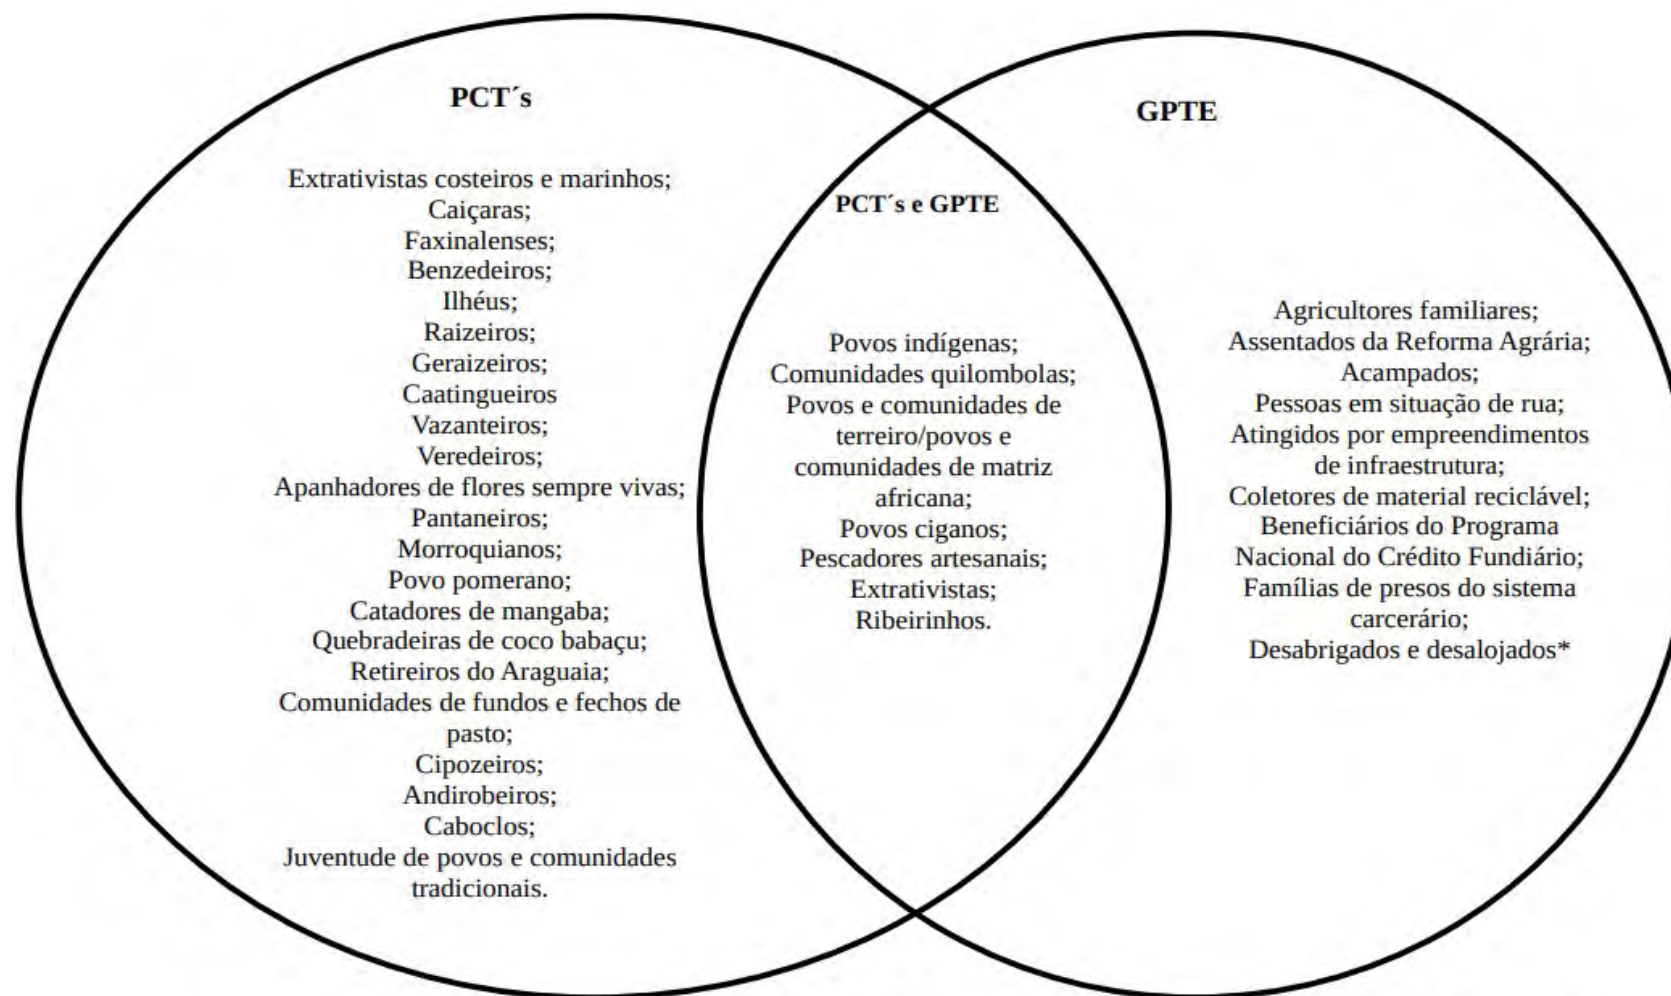 PCT´s
Extrativistas costeiros e marinhos;
Caiçaras;
Faxinalenses;
Benzedeiros;
Ilhéus;
Raizeiros;
Geraizeiros;
Caatingueiros
Vazanteiros;
Veredeiros;
Apanhadores de flores sempre vivas;
Pantaneiros;
Morroquianos;
Povo pomerano;
Catadores de mangaba;
Quebradeiras de coco babaçu;
Retireiros do Araguaia;
Comunidades de fundos e fechos de
pasto;
Cipozeiros;
Andirobeiros;
Caboclos;
Juventude de povos e comunidades
tradicionais.
PCT´s e GPTE
Povos indígenas;
Comunidades quilombolas;
Povos e comunidades de
terreiro/povos e
comunidades de matriz
africana;
Povos ciganos;
Pescadores artesanais;
Extrativistas;
Ribeirinhos.
GPTE
Agricultores familiares;
Assentados da Reforma Agrária;
Acampados;
Pessoas em situação de rua;
Atingidos por empreendimentos
de infraestrutura;
Coletores de material reciclável;
Beneficiários do Programa
Nacional do Crédito Fundiário;
Famílias de presos do sistema
carcerário;
Desabrigados e desalojados*